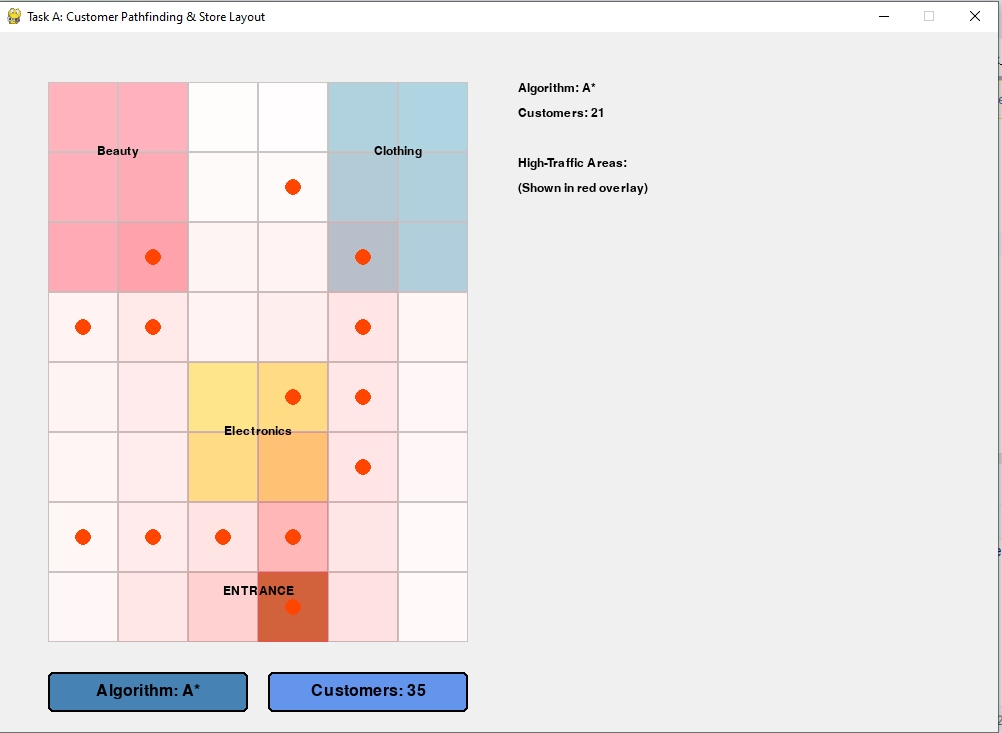 Task A: Customer Pathfinding & Store Layout
Algorithm: A*
Customers: 21
High-Traffic Areas:
(Shown in red overlay)
Beauty
Clothing
Electronics
ENTRANCE
Algorithm: A*
Customers: 35